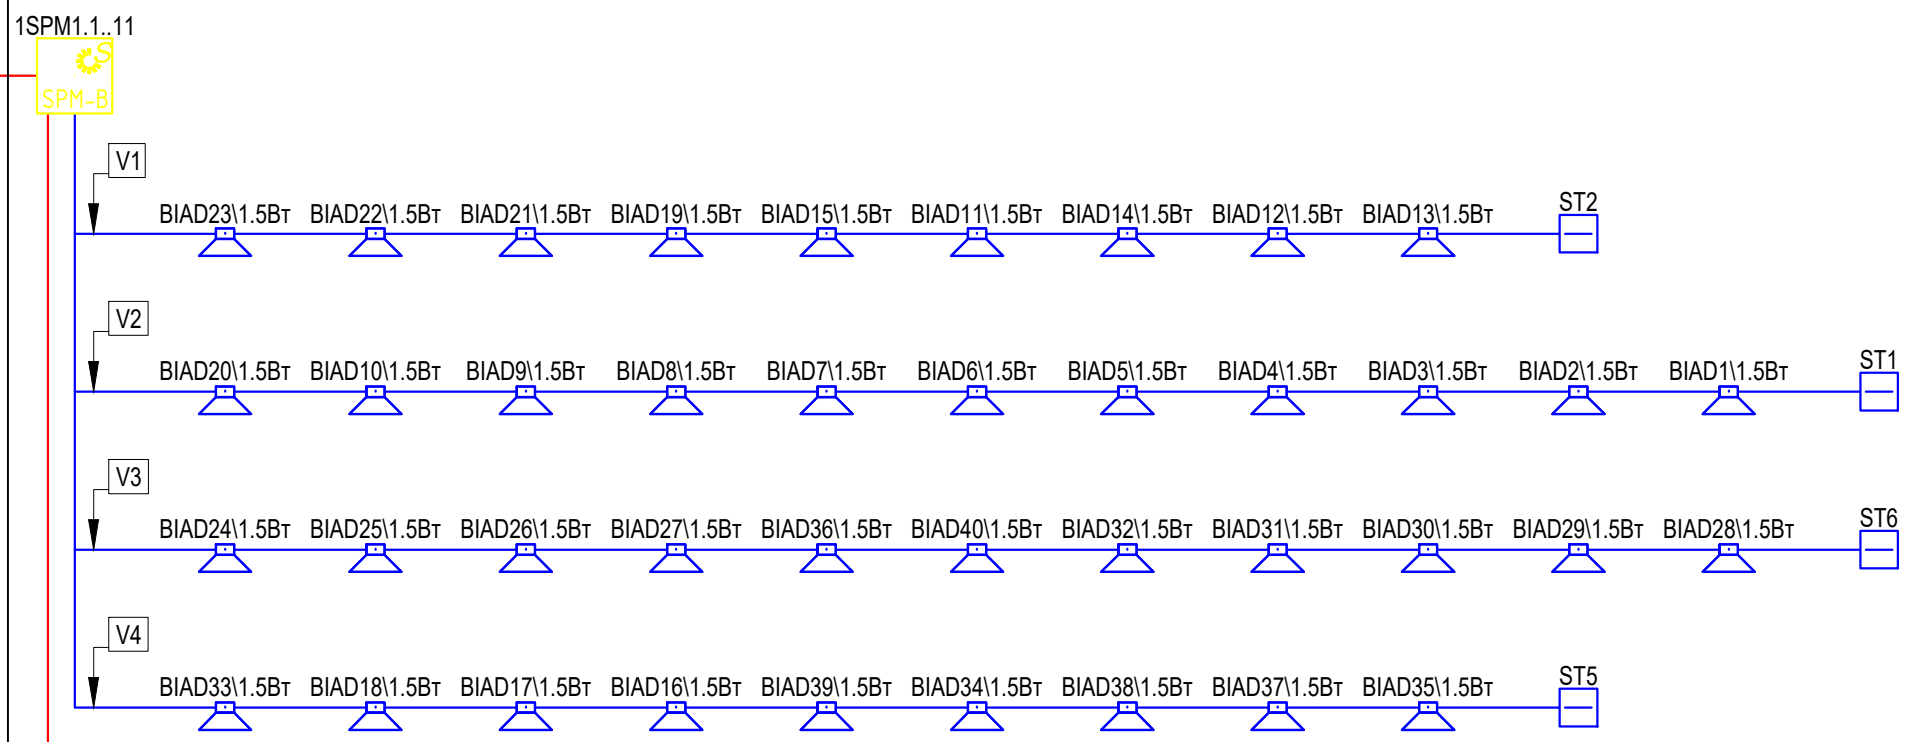 1SPM1.1..11
S
SPM-B
V1
BIAD23\1.5Вт BIAD22\1.5Вт BIAD21\1.5Вт BIAD19\1.5Вт BIAD15\1.5Вт BIAD11\1.5Вт BIAD14\1.5Вт BIAD12\1.5Вт BIAD13\1.5Вт ST2
V2
BIAD20\1.5Вт BIAD10\1.5Вт BIAD9\1.5Вт BIAD8\1.5Вт BIAD7\1.5Вт BIAD6\1.5Вт BIAD5\1.5Вт BIAD4\1.5Вт BIAD3\1.5Вт BIAD2\1.5Вт BIAD1\1.5Вт ST1
V3
BIAD24\1.5Вт BIAD25\1.5Вт BIAD26\1.5Вт BIAD27\1.5Вт BIAD36\1.5Вт BIAD40\1.5Вт BIAD32\1.5Вт BIAD31\1.5Вт BIAD30\1.5Вт BIAD29\1.5Вт BIAD28\1.5Вт ST6
V4
BIAD33\1.5Вт BIAD18\1.5Вт BIAD17\1.5Вт BIAD16\1.5Вт BIAD39\1.5Вт BIAD34\1.5Вт BIAD38\1.5Вт BIAD37\1.5Вт BIAD35\1.5Вт ST5